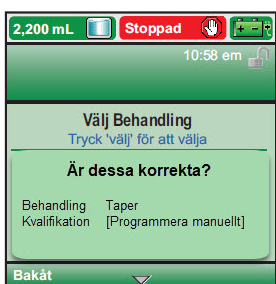 2,200 mL Stoppad
10:58 em
Välj Behandling
Tryck 'välj' för att välja
Är dessa korrekta?
Behandling Taper
Kvalifikation [Programmera manuellt]
Bakåt